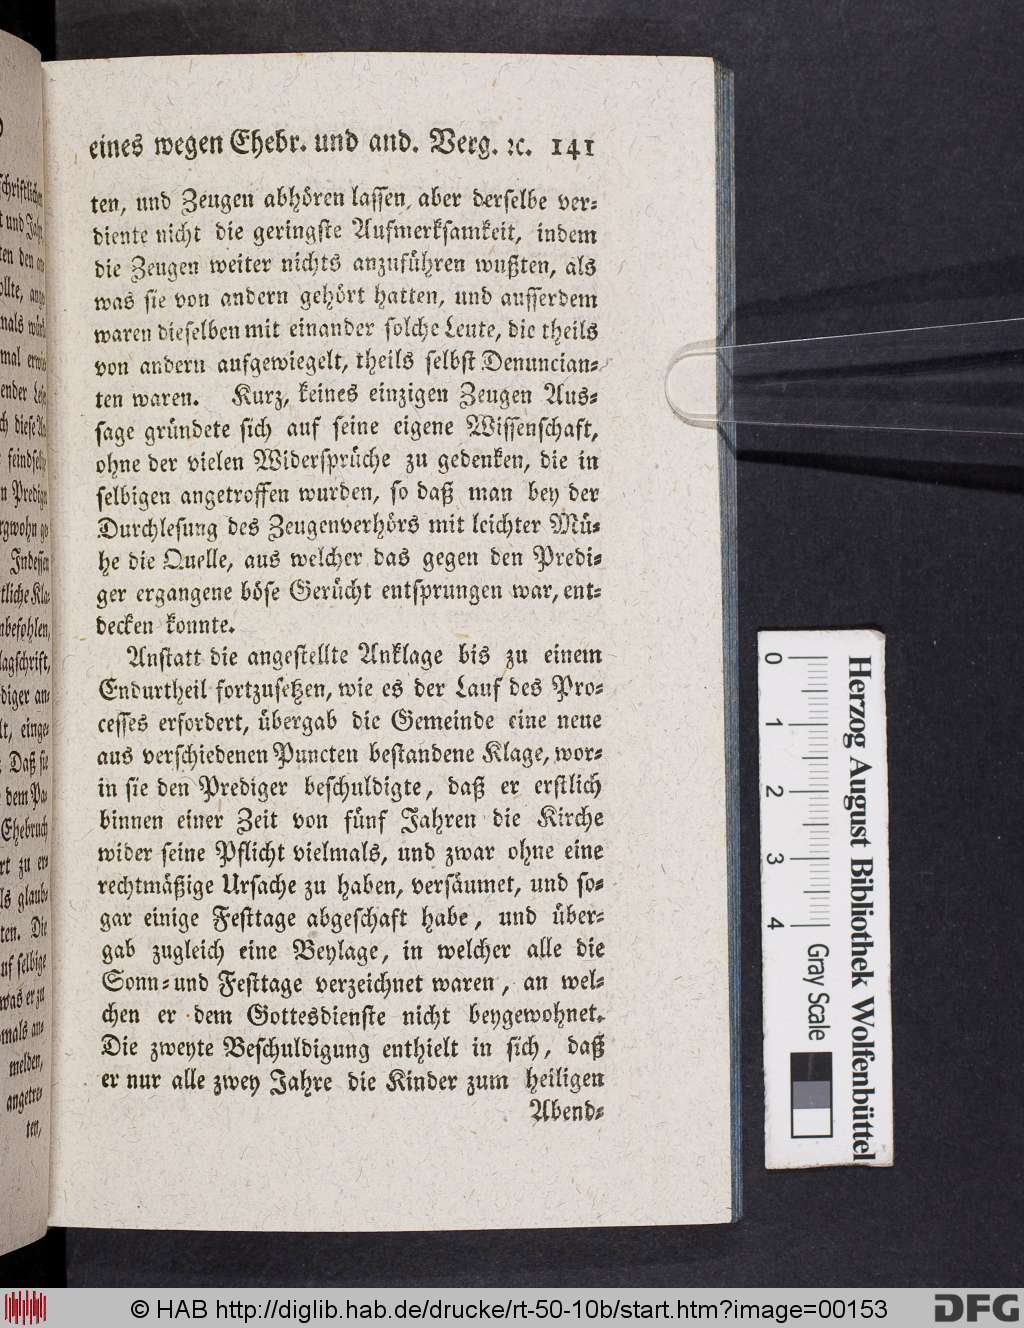 eines wegen Ehebr. und and. Verg. ꝛc. 141
ten, und Zeugen abhören lassen, aber derselbe ver-
diente nicht die geringste Aufmerksamkeit, indem
die Zeugen weiter nichts anzuführen wußten, als
was sie von andern gehört hatten, und ausserdem
waren dieselben mit einander solche Leute, die theils
von andern aufgewiegelt, theils selbst Denuncian-
ten waren. Kurz, keines einzigen Zeugen Aus-
sage gründete sich auf seine eigene Wissenschaft,
ohne der vielen Widersprüche zu gedenken, die in
selbigen angetroffen wurden, so daß man bey der
Durchlesung des Zeugenverhörs mit leichter Mü-
he die Quelle, aus welcher das gegen den Predi-
ger ergangene böse Gerücht entsprungen war, ent-
decken konnte.
Anstatt die angestellte Anklage bis zu einem
Endurtheil fortzusetzen, wie es der Lauf des Pro-
cesses erfordert, übergab die Gemeinde eine neue
aus verschiedenen Puncten bestandene Klage, wor-
in sie den Prediger beschuldigte, daß er erstlich
binnen einer Zeit von fünf Jahren die Kirche
wider seine Pflicht vielmals, und zwar ohne eine
rechtmäßige Ursache zu haben, versäumet, und so-
gar einige Festtage abgeschaft habe, und über-
gab zugleich eine Beylage, in welcher alle die
Sonn- und Festtage verzeichnet waren, an wel-
chen er dem Gottesdienste nicht beygewohnet.
Die zweyte Beschuldigung enthielt in sich, daß
er nur alle zwey Jahre die Kinder zum heiligen
Abend-
0 1 2 3 4
Gray Scale
Herzog August Bibliothek Wolfenbüttel
© HAB http://diglib.hab.de/drucke/rt-50-10b/start.htm?image=00153
DFG